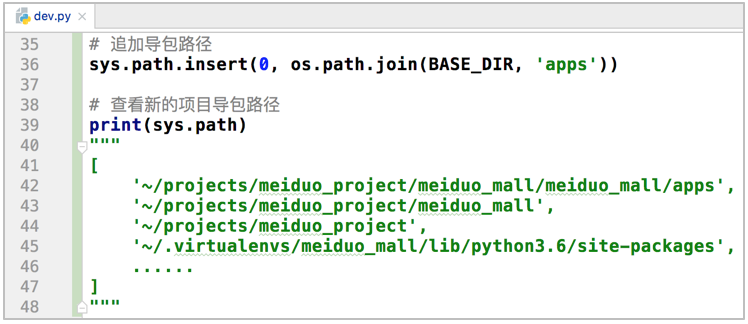 dev.py
35 # 追加导包路径
36 sys.path.insert(0, os.path.join(BASE_DIR, 'apps'))
37
38 # 查看新的项目导包路径
39 print(sys.path)
40 """
41 [
42     '~/projects/meiduo_project/meiduo_mall/meiduo_mall/apps',
43     '~/projects/meiduo_project/meiduo_mall',
44     '~/projects/meiduo_project',
45     '~/.virtualenvs/meiduo_mall/lib/python3.6/site-packages',
46     ......
47 ]
48 """